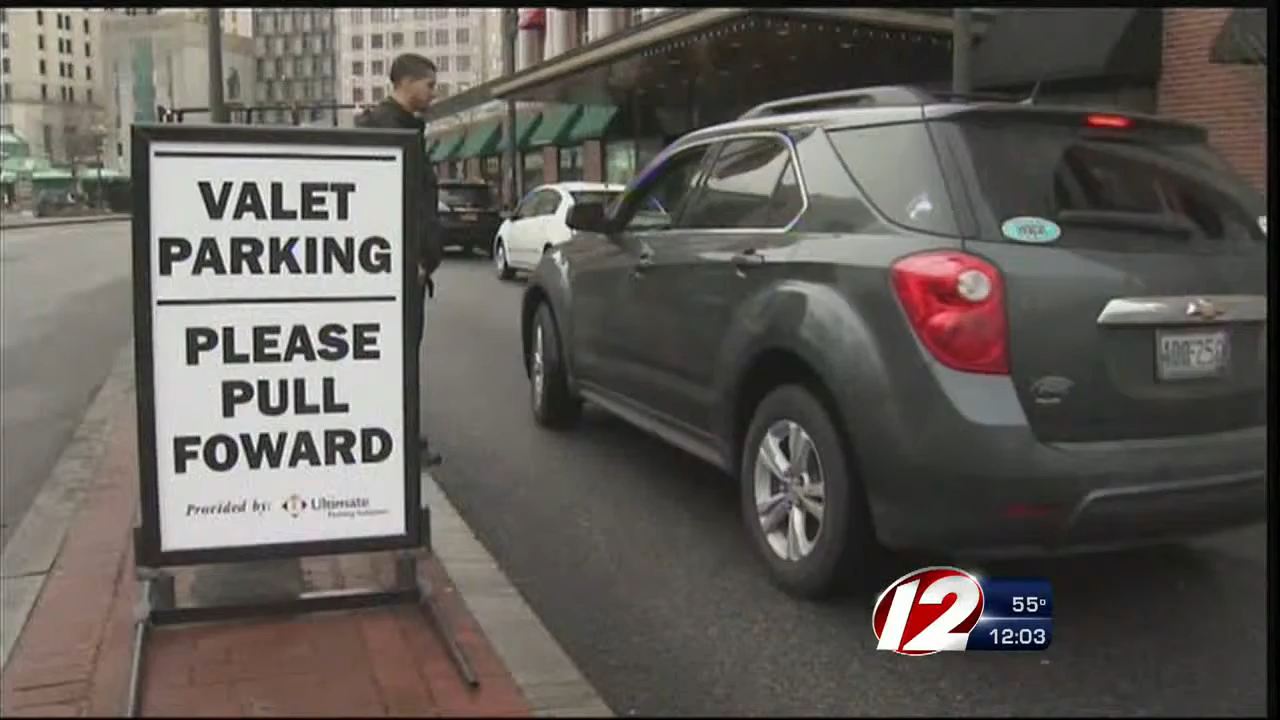 VALET
PARKING
PLEASE
PULL
FOWARD
Provided by: Ultimate
12
55°
12:03